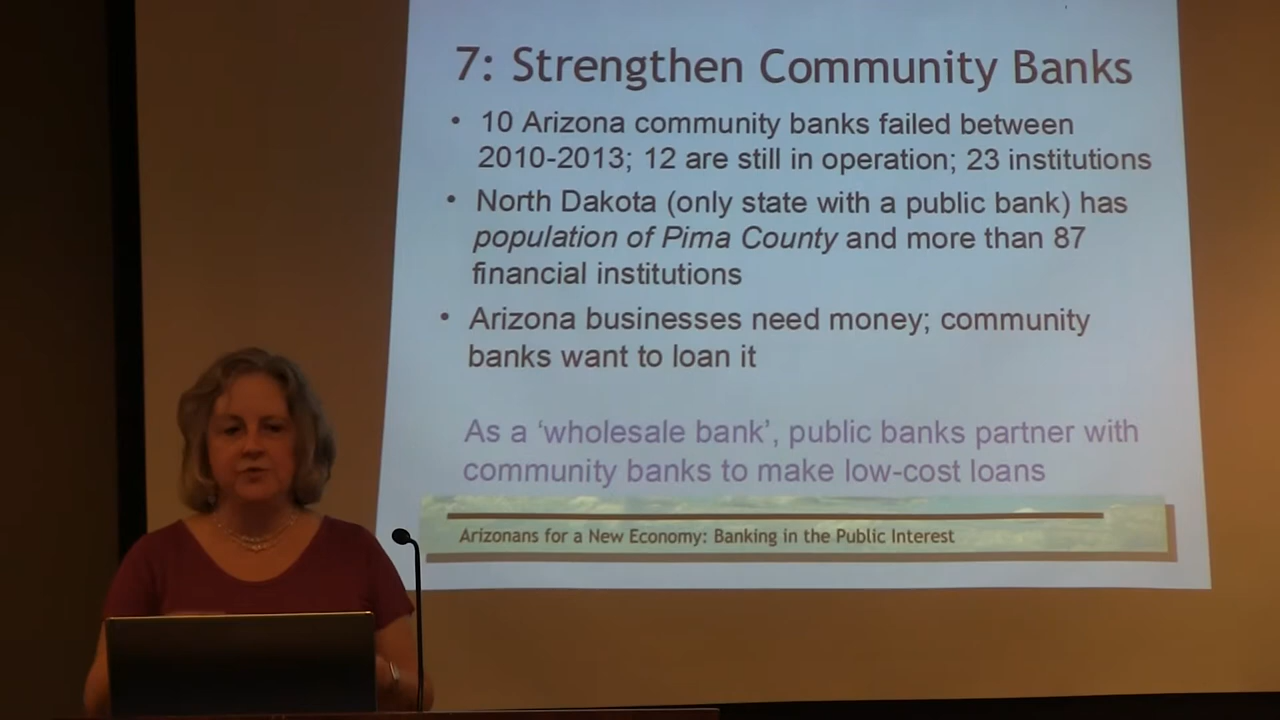 7: Strengthen Community Banks
• 10 Arizona community banks failed between
2010-2013; 12 are still in operation; 23 institutions
• North Dakota (only state with a public bank) has
population of Pima County and more than 87
financial institutions
• Arizona businesses need money; community
banks want to loan it
As a ‘wholesale bank’, public banks partner with
community banks to make low-cost loans
Arizonans for a New Economy: Banking in the Public Interest